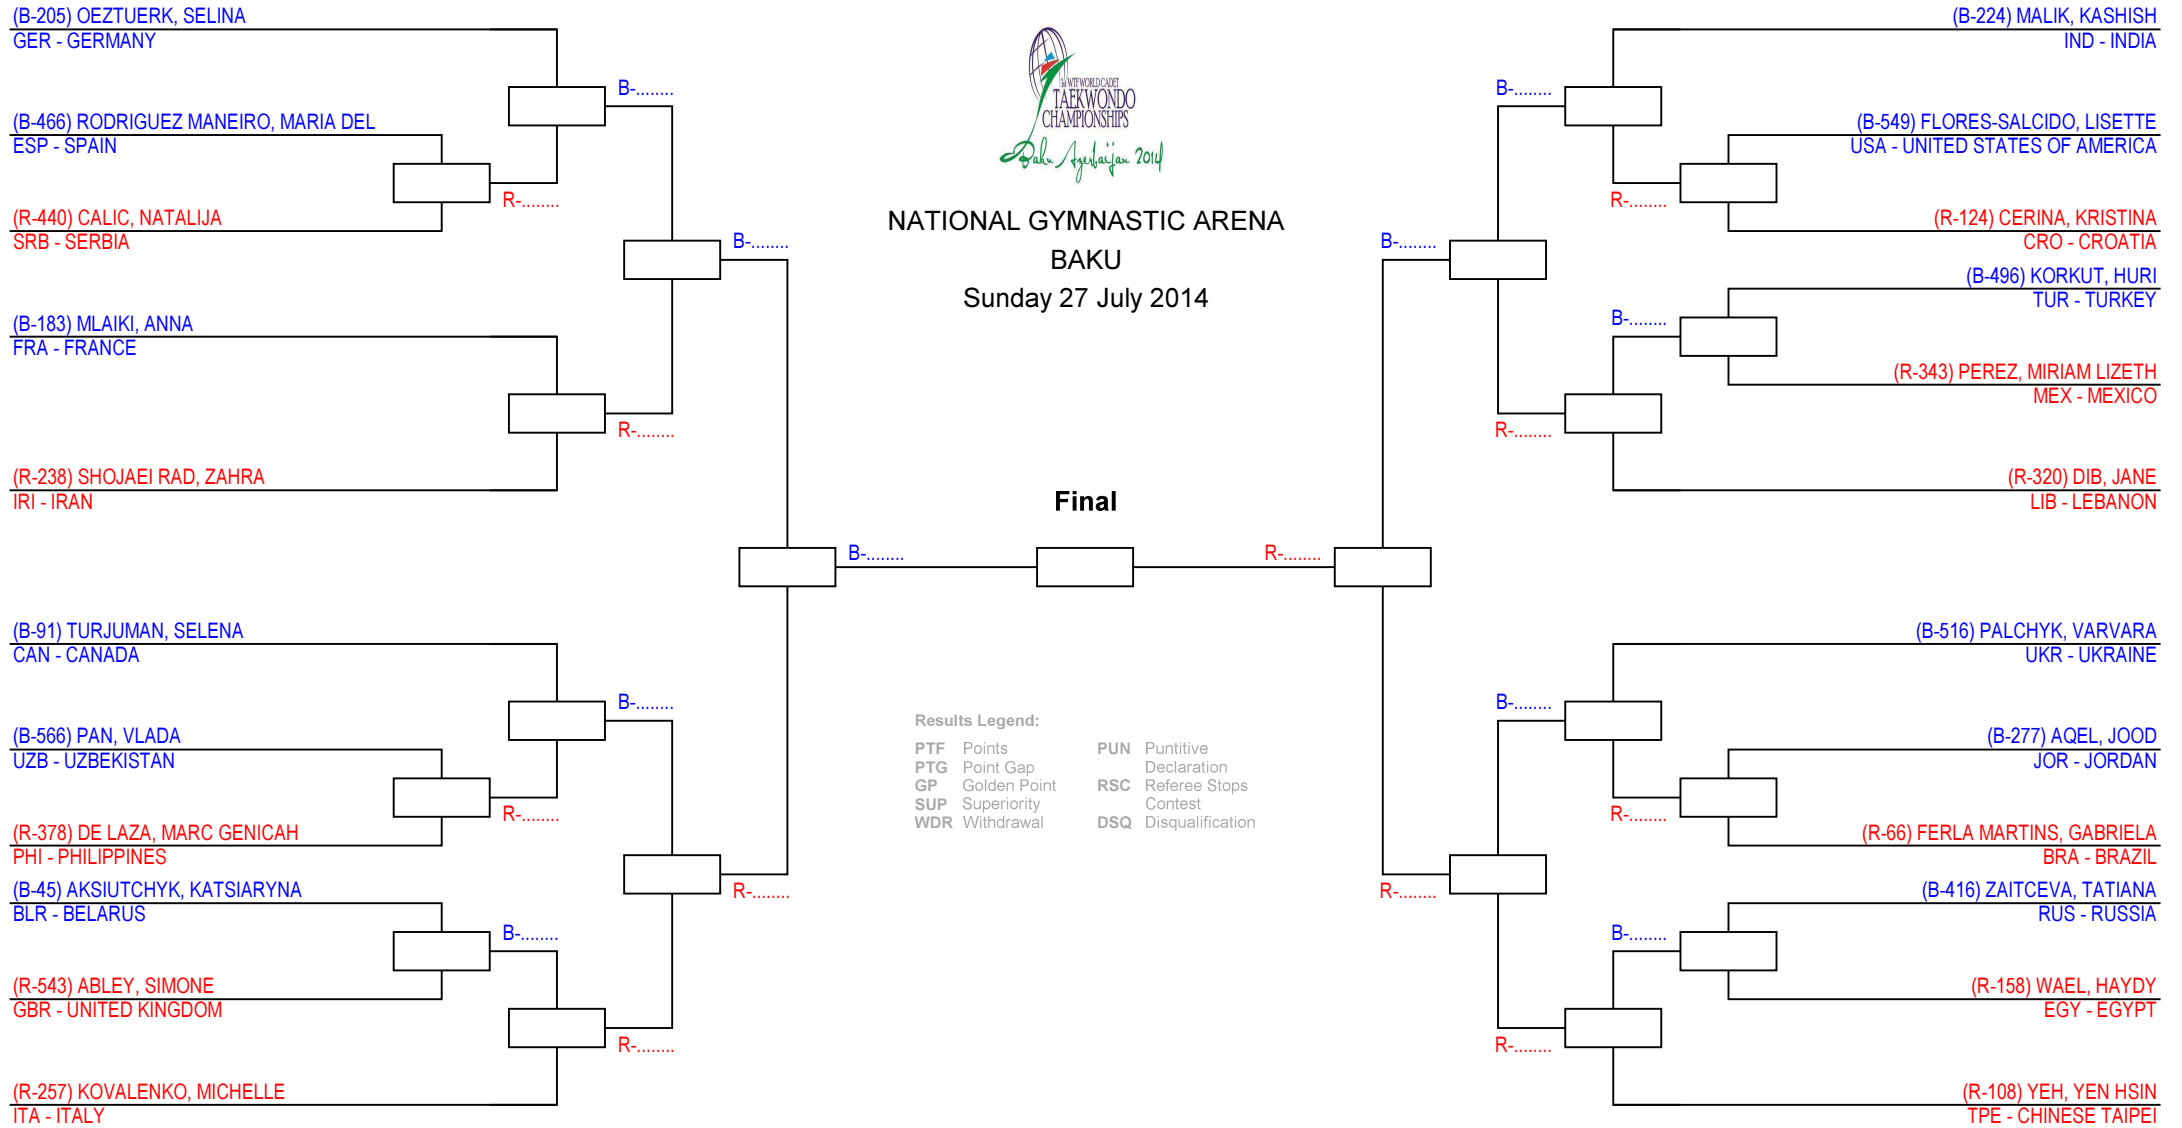 (B-205) OEZTUERK, SELINA
GER - GERMANY
(B-466) RODRIGUEZ MANEIRO, MARIA DEL
ESP - SPAIN
(R-440) CALIC, NATALIJA
SRB - SERBIA
(B-183) MLAIKI, ANNA
FRA - FRANCE
(R-238) SHOJAEI RAD, ZAHRA
IRI - IRAN
(B-91) TURJUMAN, SELENA
CAN - CANADA
(B-566) PAN, VLADA
UZB - UZBEKISTAN
(R-378) DE LAZA, MARC GENICAH
PHI - PHILIPPINES
(B-45) AKSIUTCHYK, KATSIARYNA
BLR - BELARUS
(R-543) ABLEY, SIMONE
GBR - UNITED KINGDOM
(R-257) KOVALENKO, MICHELLE
ITA - ITALY
B-........
R-........
B-........
R-........
B-........
R-........
B-........
R-........
B-........
R-........
B-........
1st WTF WORLD CADET
TAEKWONDO
CHAMPIONSHIPS
Baku Azerbaijan 2014
NATIONAL GYMNASTIC ARENA
BAKU
Sunday 27 July 2014
Final
Results Legend:
PTF Points
PTG Point Gap
GP Golden Point
SUP Superiority
WDR Withdrawal
PUN Puntitive
Declaration
RSC Referee Stops
Contest
DSQ Disqualification
R-........
B-........
R-........
B-........
R-........
B-........
R-........
B-........
R-........
B-........
R-........
B-........
(B-224) MALIK, KASHISH
IND - INDIA
(B-549) FLORES-SALCIDO, LISETTE
USA - UNITED STATES OF AMERICA
(R-124) CERINA, KRISTINA
CRO - CROATIA
(B-496) KORKUT, HURI
TUR - TURKEY
(R-343) PEREZ, MIRIAM LIZETH
MEX - MEXICO
(R-320) DIB, JANE
LIB - LEBANON
(B-516) PALCHYK, VARVARA
UKR - UKRAINE
(B-277) AQEL, JOOD
JOR - JORDAN
(R-66) FERLA MARTINS, GABRIELA
BRA - BRAZIL
(B-416) ZAITCEVA, TATIANA
RUS - RUSSIA
(R-158) WAEL, HAYDY
EGY - EGYPT
(R-108) YEH, YEN HSIN
TPE - CHINESE TAIPEI